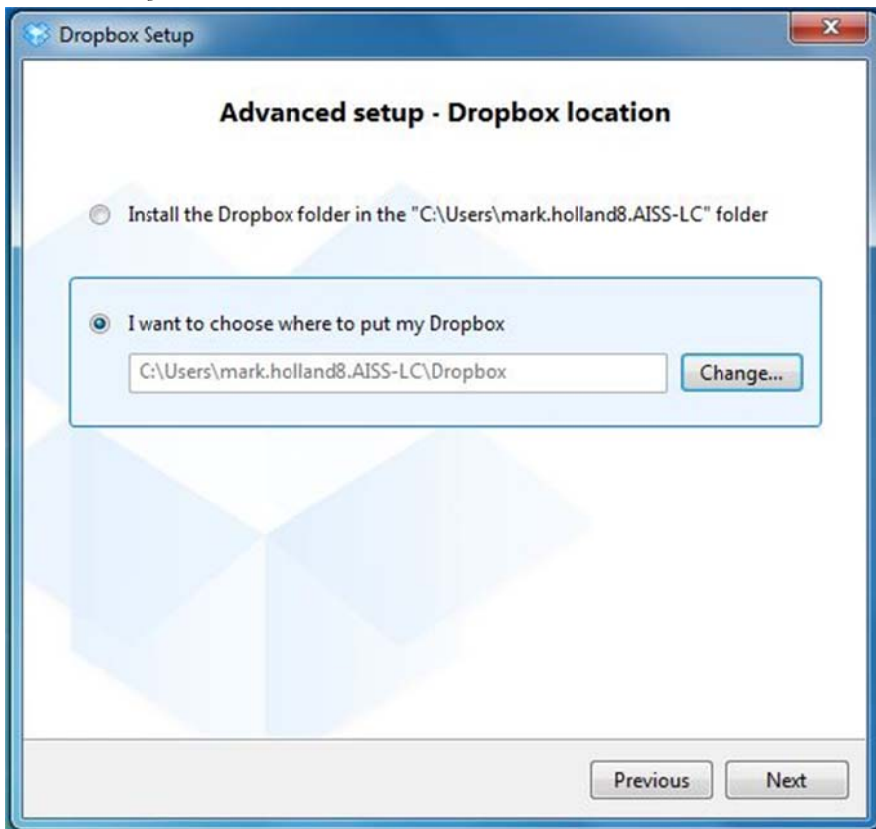 Dropbox Setup
Advanced setup - Dropbox location
Install the Dropbox folder in the "C:\Users\mark.holland8.AISS-LC" folder
I want to choose where to put my Dropbox
C:\Users\mark.holland8.AISS-LC\Dropbox
Change...
Previous
Next